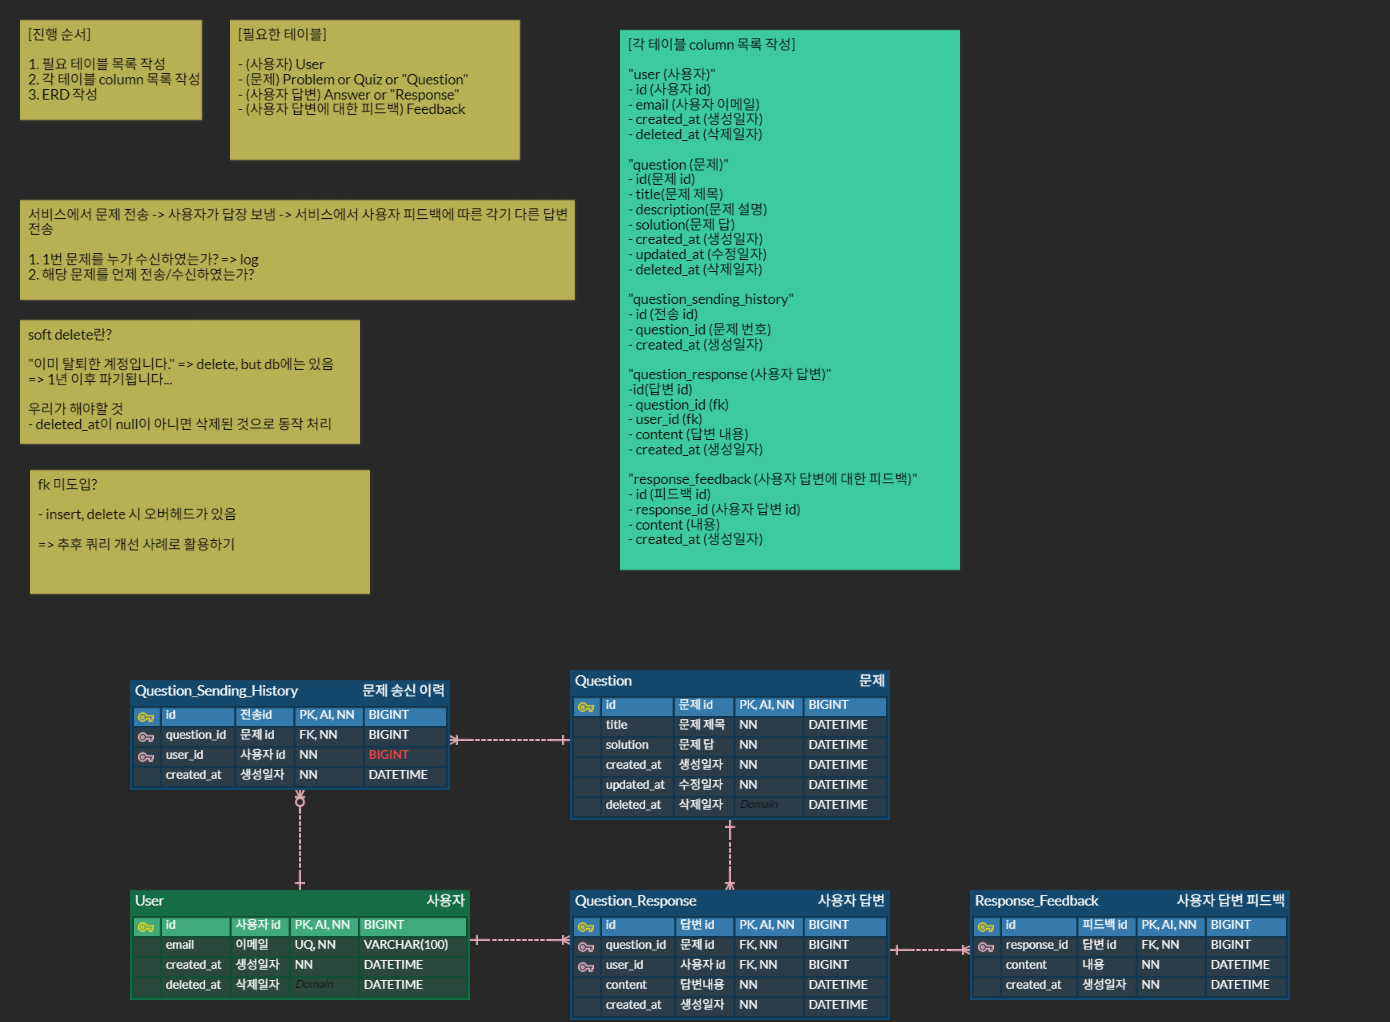 [진행 순서]
1. 필요 테이블 목록 작성
2. 각 테이블 column 목록 작성
3. ERD 작성
[필요한 테이블]
- (사용자) User
- (문제) Problem or Quiz or "Question"
- (사용자 답변) Answer or "Response"
- (사용자 답변에 대한 피드백) Feedback
서비스에서 문제 전송 -> 사용자가 답장 보냄 -> 서비스에서 사용자 피드백에 따른 각기 다른 답변
전송
1. 1번 문제를 누가 수신하였는가? => log
2. 해당 문제를 언제 전송/수신하였는가?
soft delete란?
"이미 탈퇴한 계정입니다." => delete, but db에는 있음
=> 1년 이후 파기됩니다...
우리가 해야할 것
- deleted_at이 null이 아니면 삭제된 것으로 동작 처리
fk 미도입?
- insert, delete 시 오버헤드가 있음
=> 추후 쿼리 개선 사례로 활용하기
[각 테이블 column 목록 작성]
"user (사용자)"
- id (사용자 id)
- email (사용자 이메일)
- created_at (생성일자)
- deleted_at (삭제일자)
"question (문제)"
- id(문제 id)
- title(문제 제목)
- description(문제 설명)
- solution(문제 답)
- created_at (생성일자)
- updated_at (수정일자)
- deleted_at (삭제일자)
"question_sending_history"
- id (전송 id)
- question_id (문제 번호)
- created_at (생성일자)
"question_response (사용자 답변)"
-id(답변 id)
- question_id (fk)
- user_id (fk)
- content (답변 내용)
- created_at (생성일자)
"response_feedback (사용자 답변에 대한 피드백)"
- id (피드백 id)
- response_id (사용자 답변 id)
- content (내용)
- created_at (생성일자)
Question_Sending_History 문제 송신 이력
id 전송id PK, AI, NN BIGINT
question_id 문제 id FK, NN BIGINT
user_id 사용자 id NN BIGINT
created_at 생성일자 NN DATETIME
Question 문제
id 문제 id PK, AI, NN BIGINT
title 문제 제목 NN DATETIME
solution 문제 답 NN DATETIME
created_at 생성일자 NN DATETIME
updated_at 수정일자 NN DATETIME
deleted_at 삭제일자 Domain DATETIME
User 사용자
id 사용자 id PK, AI, NN BIGINT
email 이메일 UQ, NN VARCHAR(100)
created_at 생성일자 NN DATETIME
deleted_at 삭제일자 Domain DATETIME
Question_Response 사용자 답변
id 답변 id PK, AI, NN BIGINT
question_id 문제 id FK, NN BIGINT
user_id 사용자 id FK, NN BIGINT
content 답변내용 NN DATETIME
created_at 생성일자 NN DATETIME
Response_Feedback 사용자 답변 피드백
id 피드백 id PK, AI, NN BIGINT
response_id 답변 id FK, NN BIGINT
content 내용 NN DATETIME
created_at 생성일자 NN DATETIME